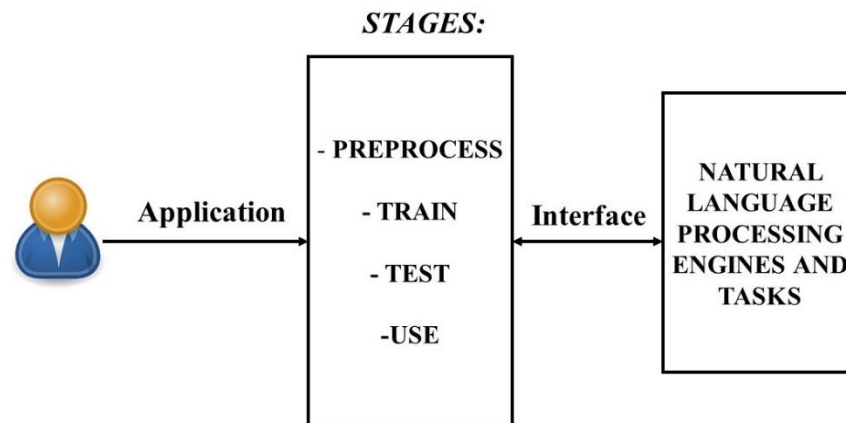 STAGES:
- PREPROCESS
Application
- TRAIN
Interface
- TEST
-USE
NATURAL
LANGUAGE
PROCESSING
ENGINES AND
TASKS